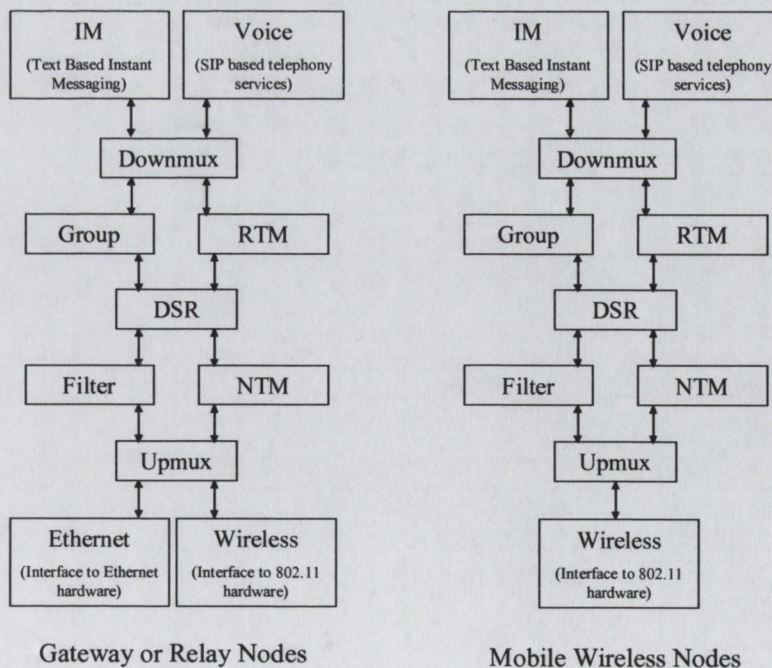 IM
(Text Based Instant
Messaging)
Voice
(SIP based telephony
services)
Downmux
Group
RTM
DSR
Filter
NTM
Upmux
Ethernet
(Interface to Ethernet
hardware)
Wireless
(Interface to 802.11
hardware)
Gateway or Relay Nodes
IM
(Text Based Instant
Messaging)
Voice
(SIP based telephony
services)
Downmux
Group
RTM
DSR
Filter
NTM
Upmux
Wireless
(Interface to 802.11
hardware)
Mobile Wireless Nodes